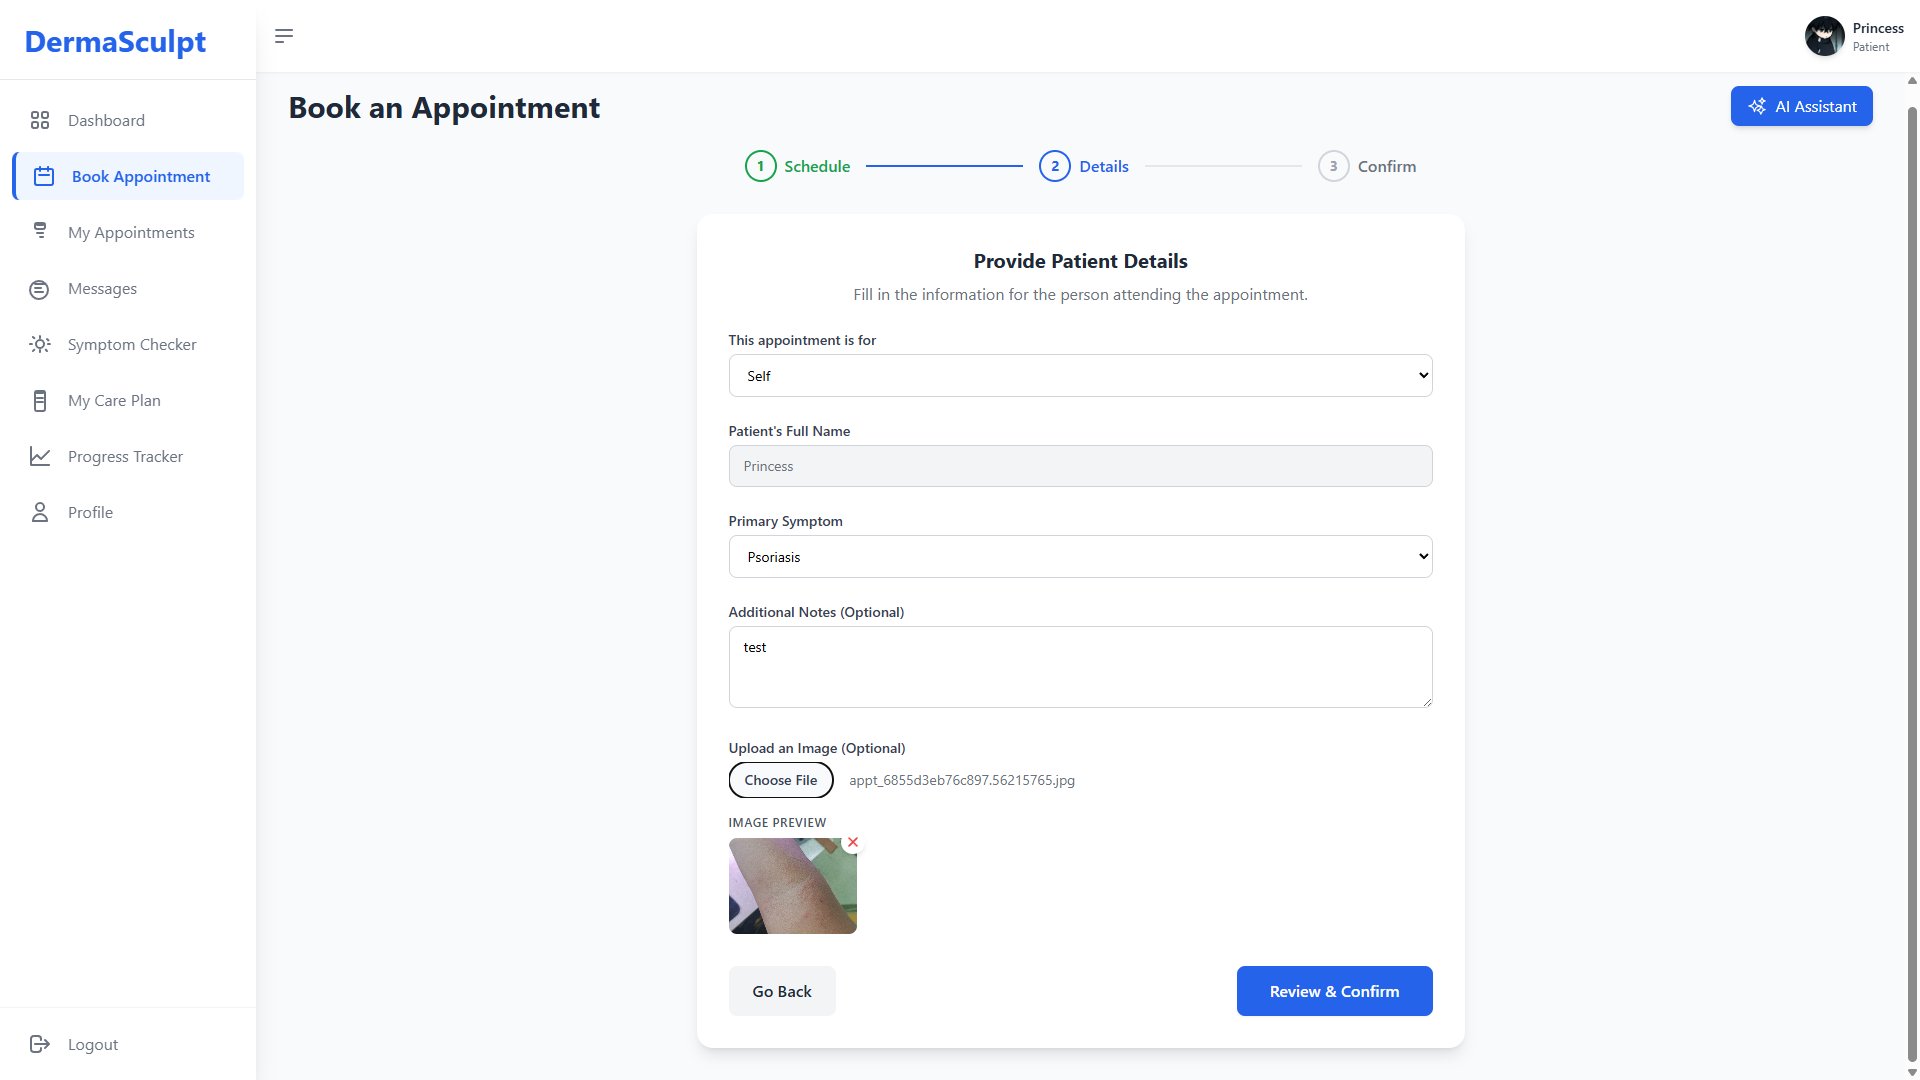 DermaSculpt
Princess
Patient
Dashboard
Book Appointment
My Appointments
Messages
Symptom Checker
My Care Plan
Progress Tracker
Profile
Logout
Book an Appointment
AI Assistant
1 Schedule
2 Details
3 Confirm
Provide Patient Details
Fill in the information for the person attending the appointment.
This appointment is for
Self
Patient's Full Name
Princess
Primary Symptom
Psoriasis
Additional Notes (Optional)
test
Upload an Image (Optional)
Choose File appt_6855d3eb76c897.56215765.jpg
IMAGE PREVIEW
Go Back
Review & Confirm